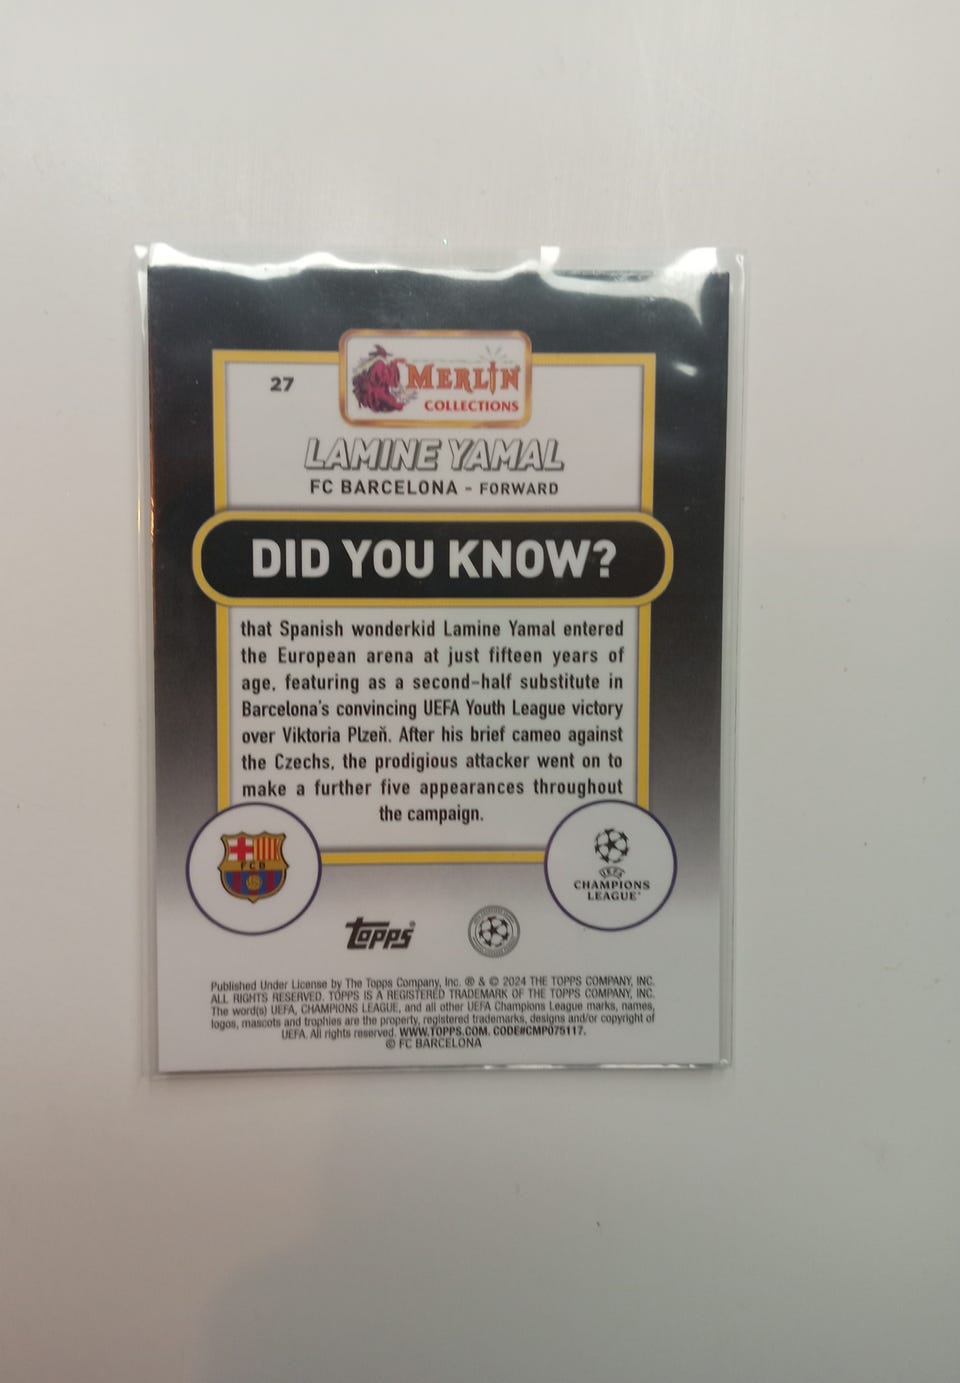 27
MERLIN
COLLECTIONS
LAMINE YAMAL
FC BARCELONA - FORWARD
DID YOU KNOW?
that Spanish wonderkid Lamine Yamal entered
the European arena at just fifteen years of
age, featuring as a second-half substitute in
Barcelona's convincing UEFA Youth League victory
over Viktoria Plzeň. After his brief cameo against
the Czechs, the prodigious attacker went on to
make a further five appearances throughout
the campaign.
FCB
UEFA
CHAMPIONS
LEAGUE
topps
Published Under License by The Topps Company, Inc. ® & © 2024 THE TOPPS COMPANY, INC.
ALL RIGHTS RESERVED. TOPPS IS A REGISTERED TRADEMARK OF THE TOPPS COMPANY, INC.
The word(s) UEFA, CHAMPIONS LEAGUE, and all other UEFA Champions League marks, names,
logos, mascots and trophies are the property, registered trademarks, designs and/or copyright of
UEFA. All rights reserved. WWW.TOPPS.COM. CODE#CMP075117.
© FC BARCELONA